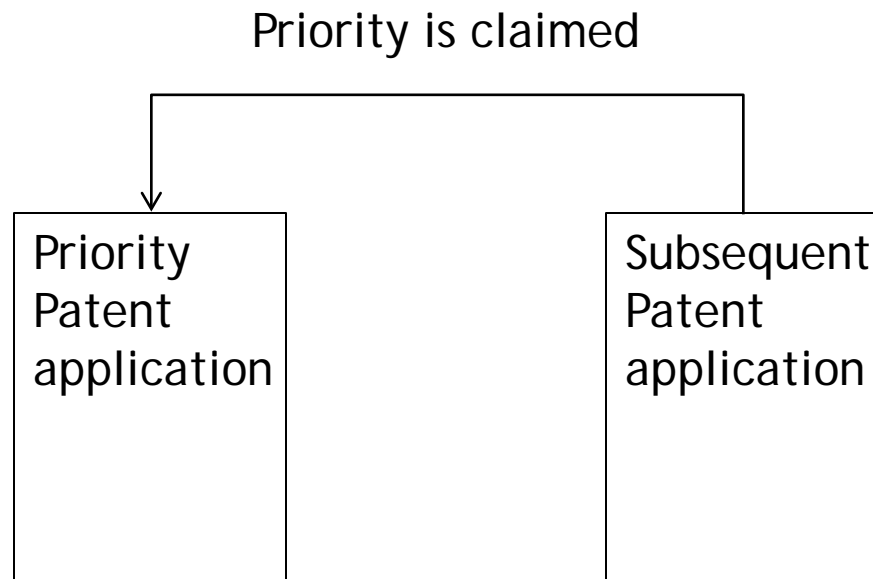 Priority is claimed
Priority
Patent
application
Subsequent
Patent
application